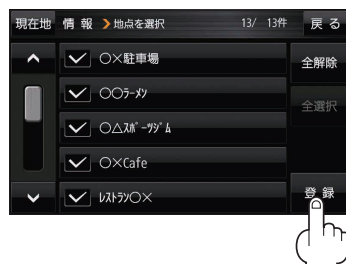 現在地 情報 ❯地点を選択 13/ 13件 戻る
○×駐車場
全解除
○○ﾗｰﾒﾝ
全選択
○△ｽﾎﾟｰﾂｼﾞﾑ
○×Cafe
ﾚｽﾄﾗﾝ○×
登録